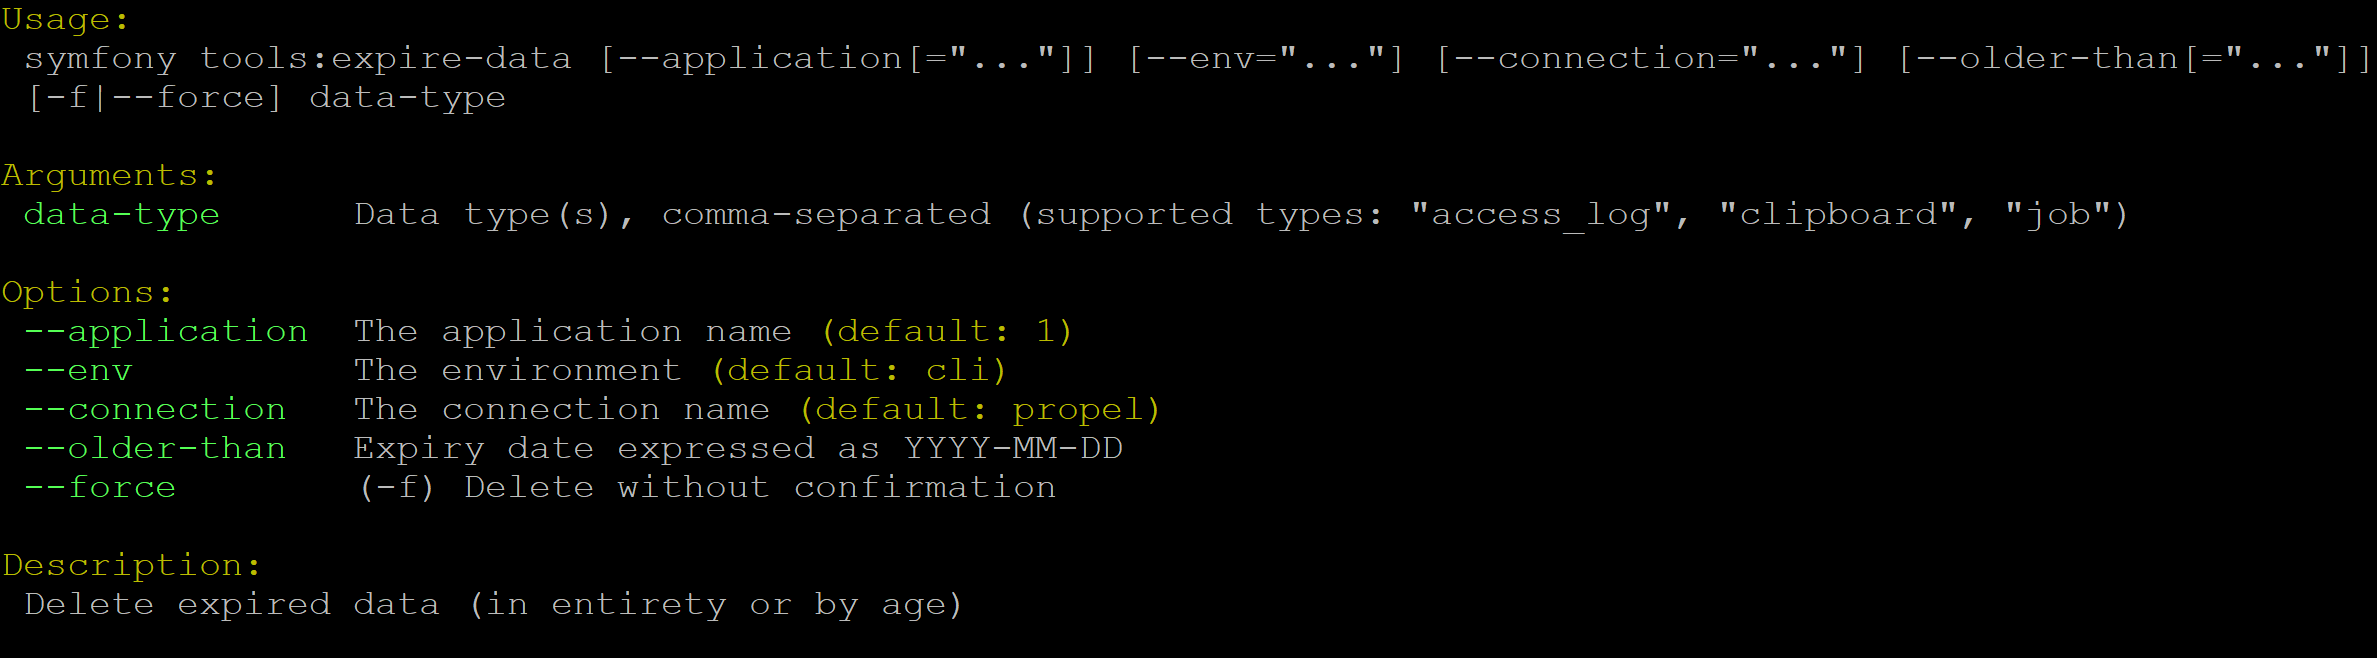 Usage:
symfony tools:expire-data [--application[="..."]] [--env="..."] [--connection="..."] [--older-than[="..."]]
[-f|--force] data-type
Arguments:
data-type Data type(s), comma-separated (supported types: "access_log", "clipboard", "job")
Options:
--application The application name (default: 1)
--env The environment (default: cli)
--connection The connection name (default: propel)
--older-than Expiry date expressed as YYYY-MM-DD
--force (-f) Delete without confirmation
Description:
Delete expired data (in entirety or by age)